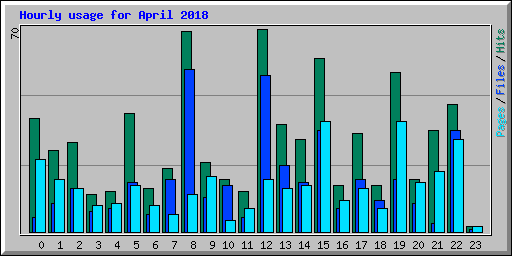 Hourly usage for April 2018
70
Pages / Files / Hits
0 1 2 3 4 5 6 7 8 9 10 11 12 13 14 15 16 17 18 19 20 21 22 23